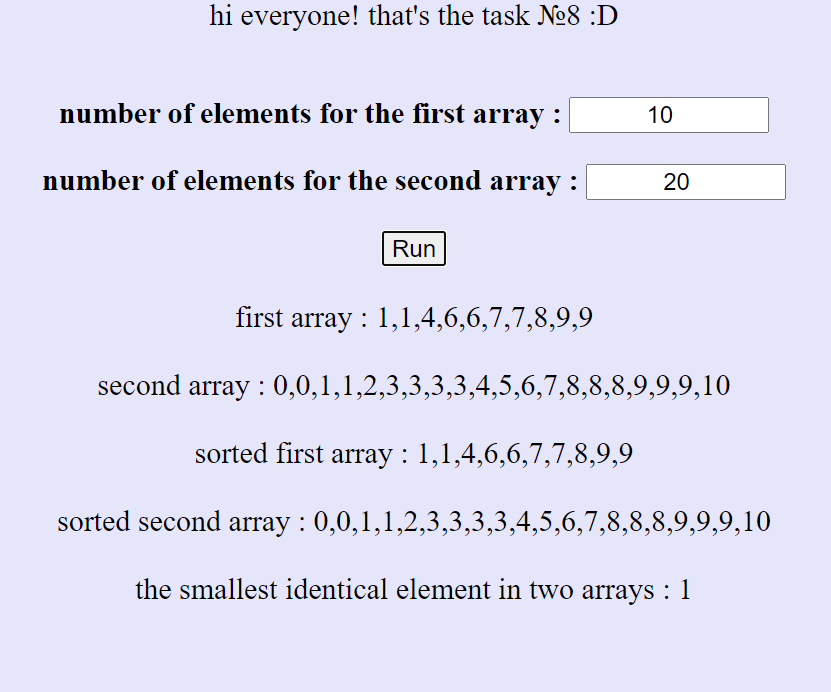 hi everyone! that's the task №8 :D
number of elements for the first array : 10
number of elements for the second array : 20
Run
first array : 1,1,4,6,6,7,7,8,9,9
second array : 0,0,1,1,2,3,3,3,3,4,5,6,7,8,8,8,9,9,9,10
sorted first array : 1,1,4,6,6,7,7,8,9,9
sorted second array : 0,0,1,1,2,3,3,3,3,4,5,6,7,8,8,8,9,9,9,10
the smallest identical element in two arrays : 1